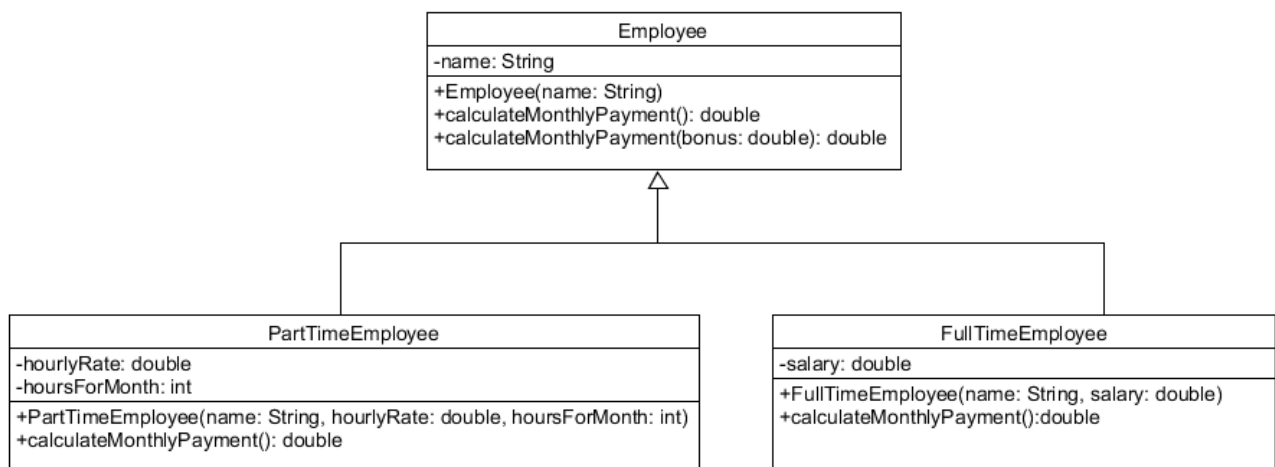 Employee
-name: String
+Employee(name: String)
+calculateMonthlyPayment(): double
+calculateMonthlyPayment(bonus: double): double
PartTimeEmployee
-hourlyRate: double
-hoursForMonth: int
+PartTimeEmployee(name: String, hourlyRate: double, hoursForMonth: int)
+calculateMonthlyPayment(): double
FullTimeEmployee
-salary: double
+FullTimeEmployee(name: String, salary: double)
+calculateMonthlyPayment():double